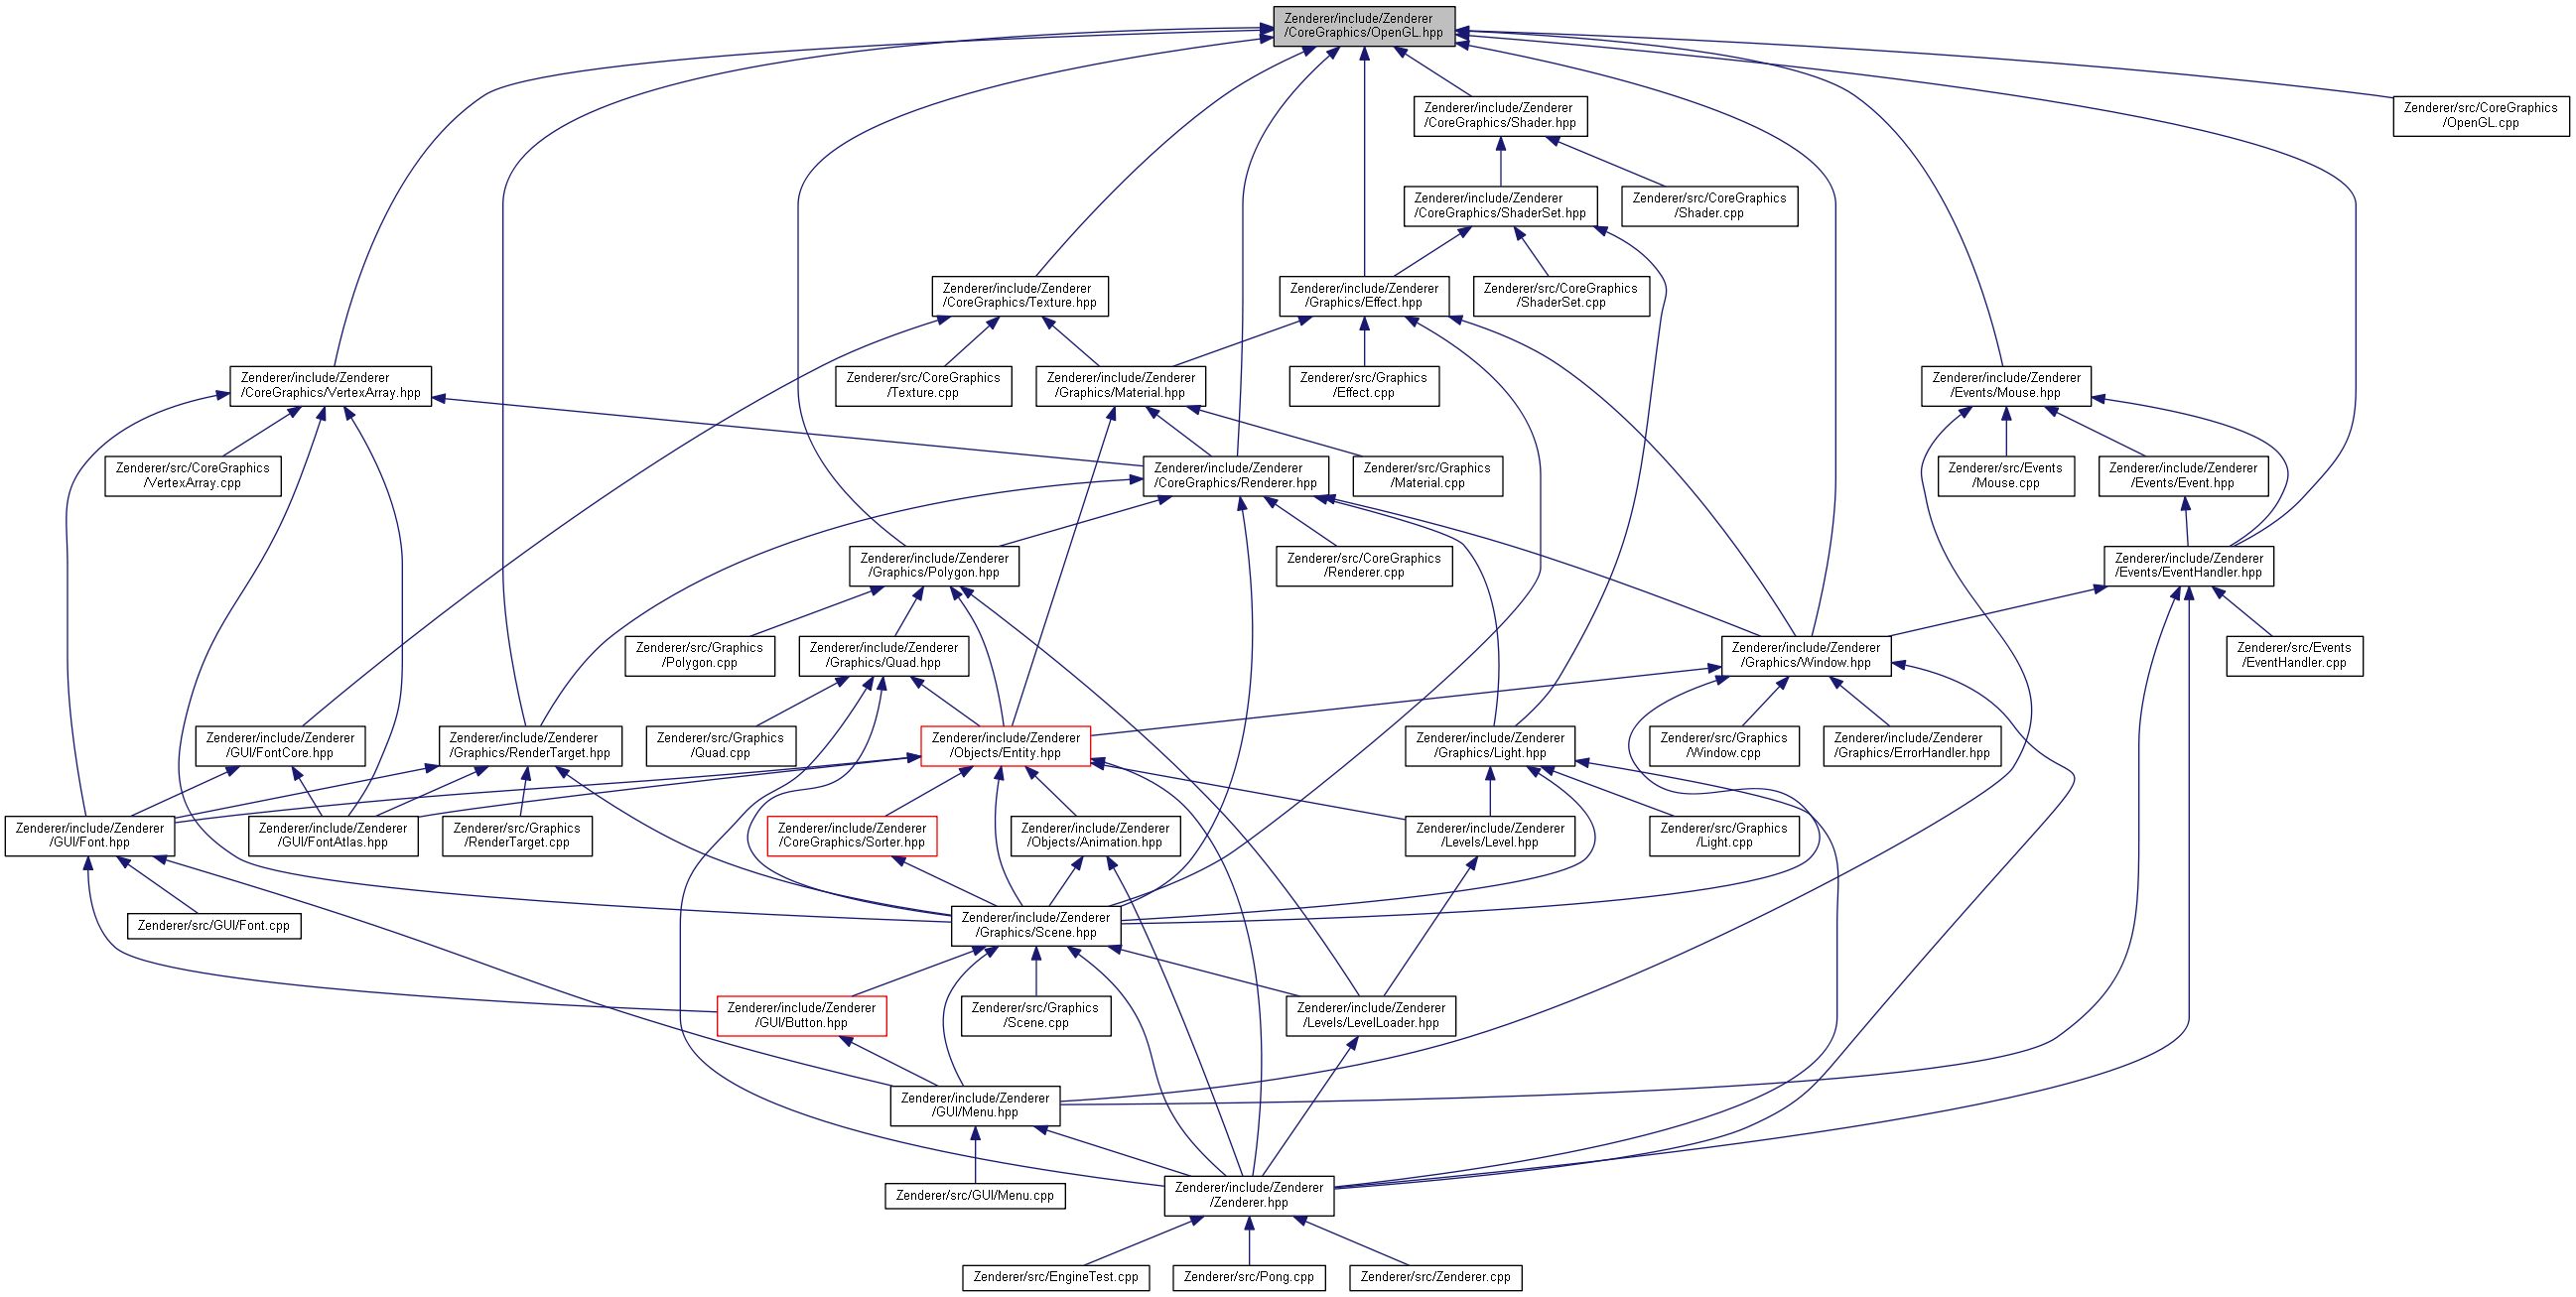 Zenderer/include/Zenderer
/CoreGraphics/OpenGL.hpp
Zenderer/include/Zenderer
/CoreGraphics/Shader.hpp
Zenderer/src/CoreGraphics
/OpenGL.cpp
Zenderer/include/Zenderer
/CoreGraphics/ShaderSet.hpp
Zenderer/src/CoreGraphics
/Shader.cpp
Zenderer/include/Zenderer
/CoreGraphics/Texture.hpp
Zenderer/include/Zenderer
/Graphics/Effect.hpp
Zenderer/src/CoreGraphics
/ShaderSet.cpp
Zenderer/include/Zenderer
/CoreGraphics/VertexArray.hpp
Zenderer/src/CoreGraphics
/Texture.cpp
Zenderer/include/Zenderer
/Graphics/Material.hpp
Zenderer/src/Graphics
/Effect.cpp
Zenderer/include/Zenderer
/Events/Mouse.hpp
Zenderer/src/CoreGraphics
/VertexArray.cpp
Zenderer/include/Zenderer
/CoreGraphics/Renderer.hpp
Zenderer/src/Graphics
/Material.cpp
Zenderer/src/Events
/Mouse.cpp
Zenderer/include/Zenderer
/Events/Event.hpp
Zenderer/include/Zenderer
/Graphics/Polygon.hpp
Zenderer/src/CoreGraphics
/Renderer.cpp
Zenderer/include/Zenderer
/Events/EventHandler.hpp
Zenderer/src/Graphics
/Polygon.cpp
Zenderer/include/Zenderer
/Graphics/Quad.hpp
Zenderer/include/Zenderer
/Graphics/Window.hpp
Zenderer/src/Events
/EventHandler.cpp
Zenderer/include/Zenderer
/GUI/FontCore.hpp
Zenderer/include/Zenderer
/Graphics/RenderTarget.hpp
Zenderer/src/Graphics
/Quad.cpp
Zenderer/include/Zenderer
/Objects/Entity.hpp
Zenderer/include/Zenderer
/Graphics/Light.hpp
Zenderer/src/Graphics
/Window.cpp
Zenderer/include/Zenderer
/Graphics/ErrorHandler.hpp
Zenderer/include/Zenderer
/GUI/Font.hpp
Zenderer/include/Zenderer
/GUI/FontAtlas.hpp
Zenderer/src/Graphics
/RenderTarget.cpp
Zenderer/include/Zenderer
/CoreGraphics/Sorter.hpp
Zenderer/include/Zenderer
/Objects/Animation.hpp
Zenderer/include/Zenderer
/Levels/Level.hpp
Zenderer/src/Graphics
/Light.cpp
Zenderer/src/GUI/Font.cpp
Zenderer/include/Zenderer
/Graphics/Scene.hpp
Zenderer/include/Zenderer
/GUI/Button.hpp
Zenderer/src/Graphics
/Scene.cpp
Zenderer/include/Zenderer
/Levels/LevelLoader.hpp
Zenderer/include/Zenderer
/GUI/Menu.hpp
Zenderer/src/GUI/Menu.cpp
Zenderer/include/Zenderer
/Zenderer.hpp
Zenderer/src/EngineTest.cpp
Zenderer/src/Pong.cpp
Zenderer/src/Zenderer.cpp